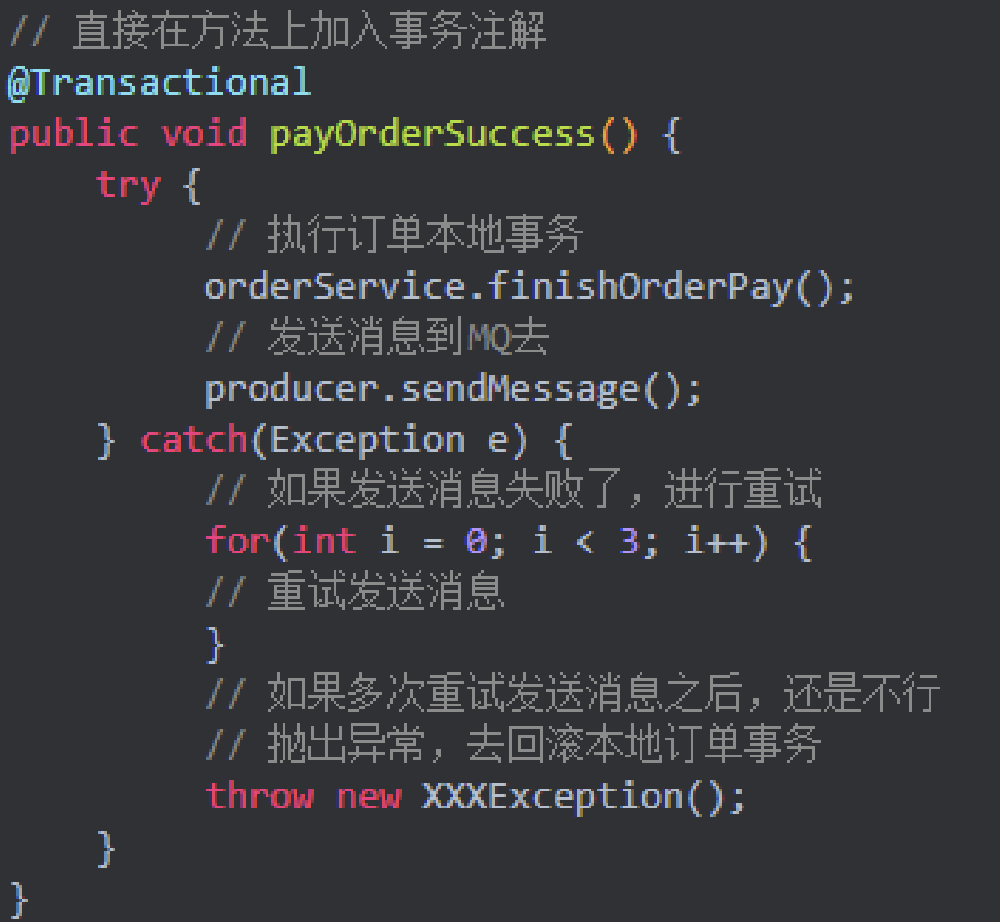 // 直接在方法上加入事务注解
@Transactional
public void payOrderSuccess() {
    try {
        // 执行订单本地事务
        orderService.finishOrderPay();
        // 发送消息到MQ去
        producer.sendMessage();
    } catch(Exception e) {
        // 如果发送消息失败了，进行重试
        for(int i = 0; i < 3; i++) {
        // 重试发送消息
        }
        // 如果多次重试发送消息之后，还是不行
        // 抛出异常，去回滚本地订单事务
        throw new XXXException();
    }
}